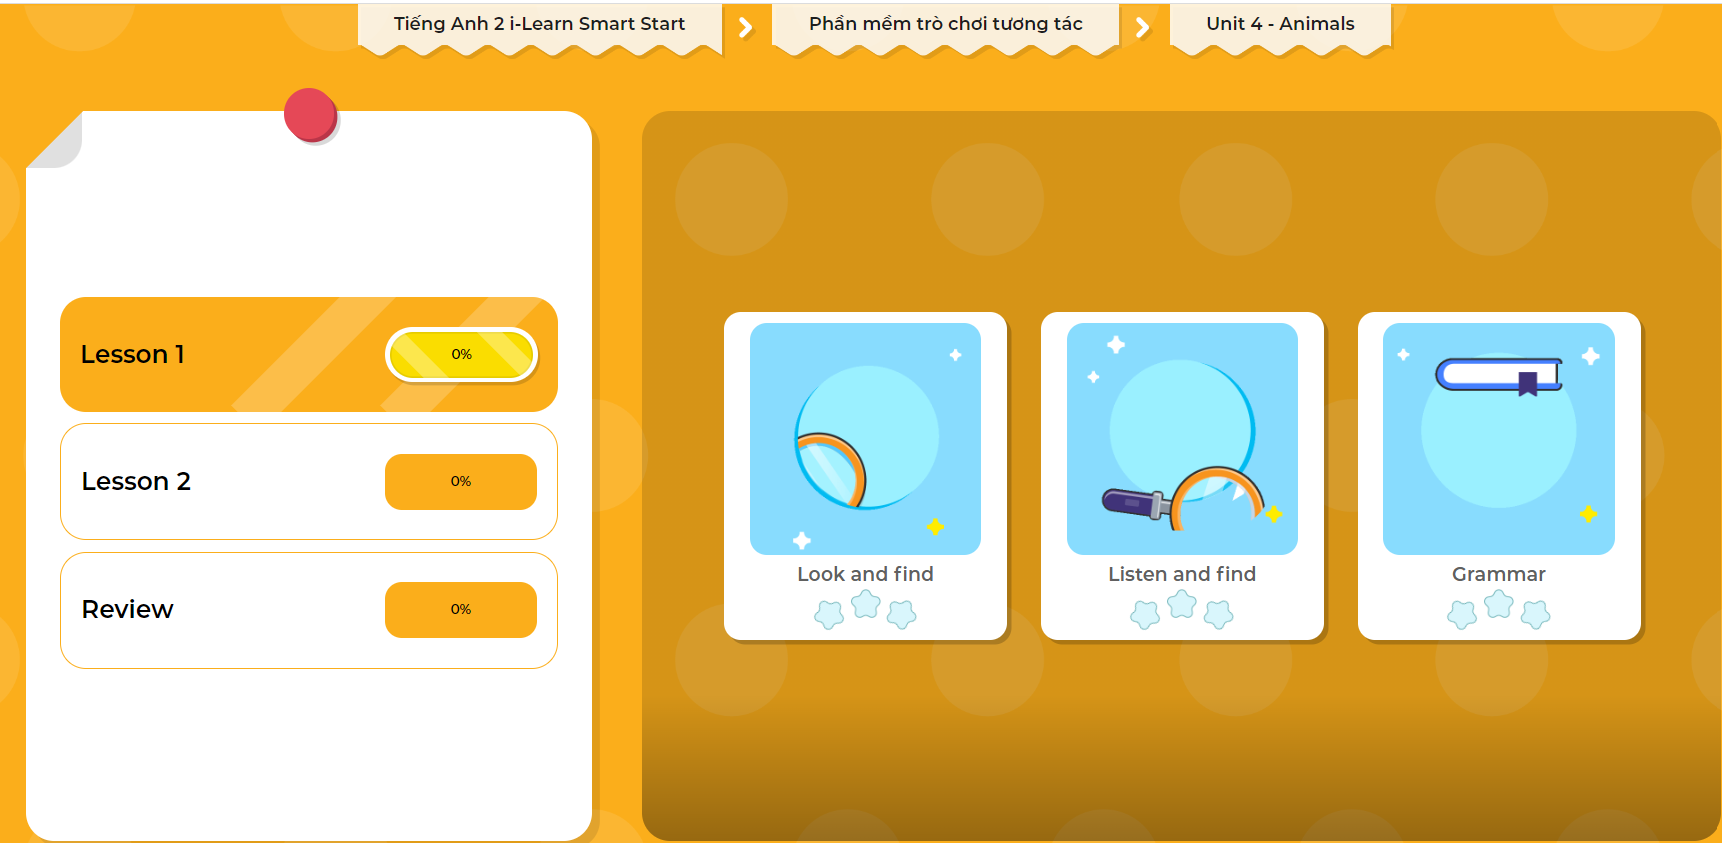 Tiếng Anh 2 i-Learn Smart Start
Phần mềm trò chơi tương tác
Unit 4 - Animals
Lesson 1
0%
Lesson 2
0%
Review
0%
Look and find
Listen and find
Grammar